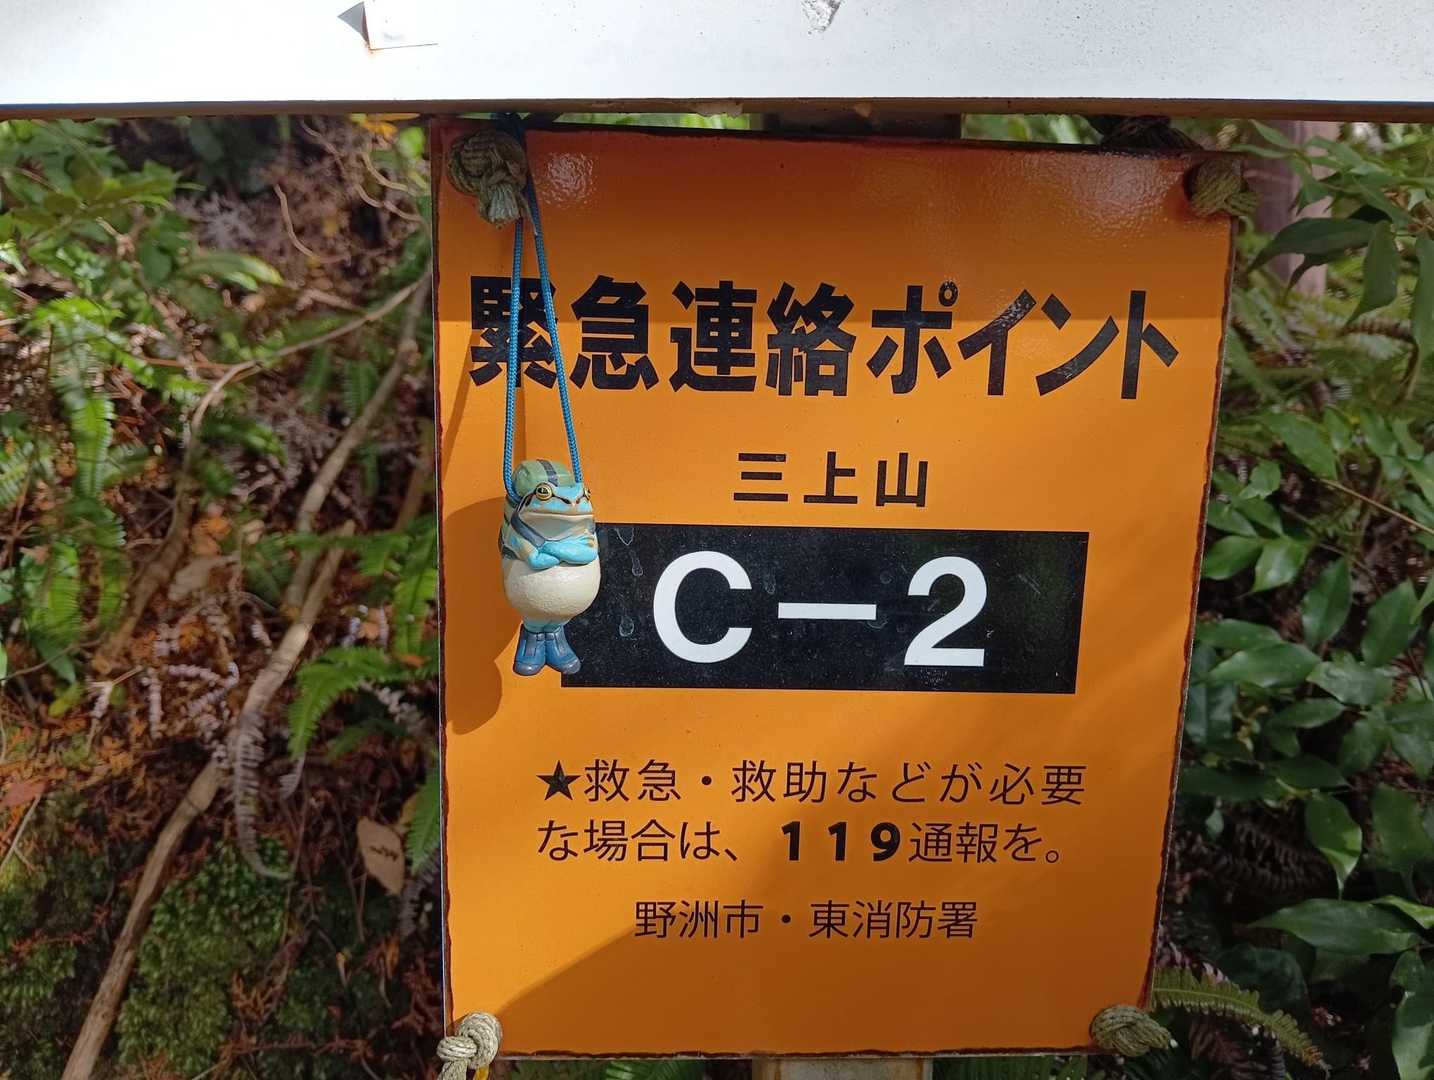 緊急連絡ポイント
三上山
C－2
★救急・救助などが必要
な場合は、119通報を。
野洲市・東消防署